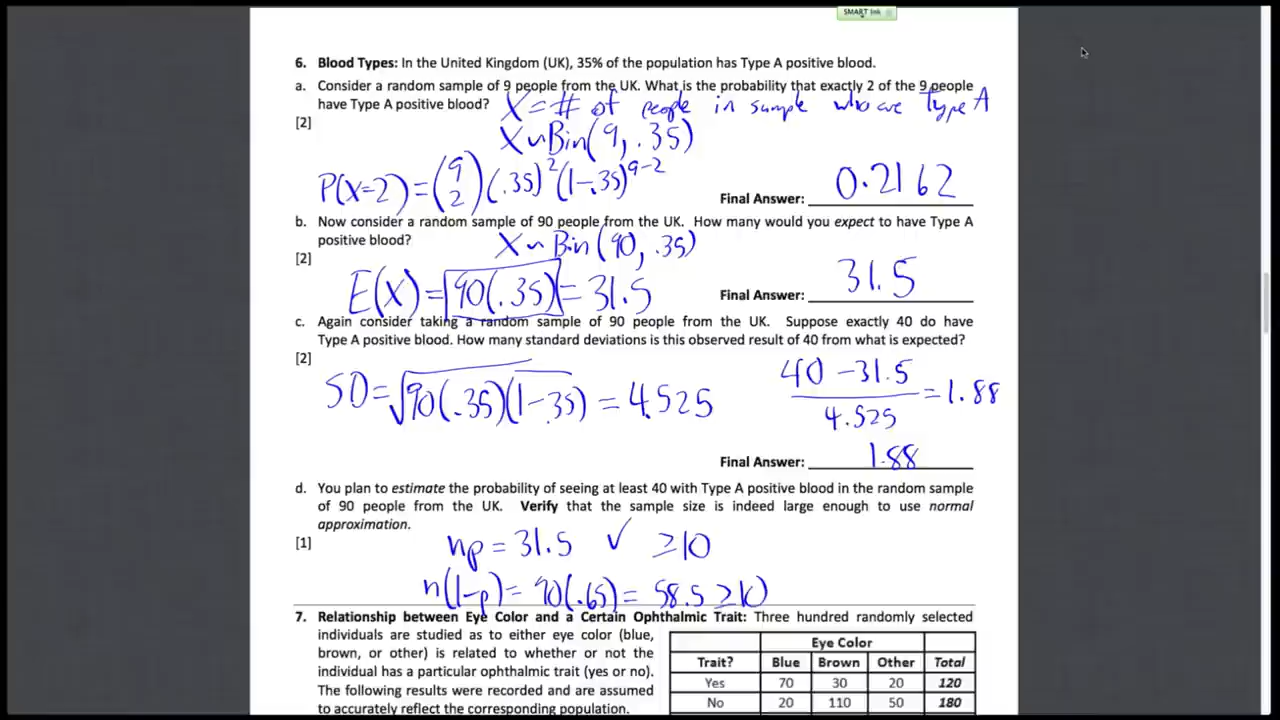 SMART Ink
6. Blood Types: In the United Kingdom (UK), 35% of the population has Type A positive blood.
a. Consider a random sample of 9 people from the UK. What is the probability that exactly 2 of the 9 people
have Type A positive blood?
X = # of people in sample who are Type A
[2]
X ~ Bin(9, .35)
P(X=2) = (9 2)(.35)^2(1-.35)^9-2
Final Answer: 0.2162
b. Now consider a random sample of 90 people from the UK. How many would you expect to have Type A
positive blood?
X ~ Bin(90, .35)
[2]
E(X) = 90(.35) = 31.5
Final Answer: 31.5
c. Again consider taking a random sample of 90 people from the UK. Suppose exactly 40 do have
Type A positive blood. How many standard deviations is this observed result of 40 from what is expected?
[2]
SD = √90(.35)(1-.35) = 4.525
40 - 31.5
4.525
= 1.88
Final Answer: 1.88
d. You plan to estimate the probability of seeing at least 40 with Type A positive blood in the random sample
of 90 people from the UK. Verify that the sample size is indeed large enough to use normal
approximation.
[1]
np = 31.5 ✓ ≥10
n(1-p) = 90(.65) = 58.5 ≥10
7. Relationship between Eye Color and a Certain Ophthalmic Trait: Three hundred randomly selected
individuals are studied as to either eye color (blue,
brown, or other) is related to whether or not the
individual has a particular ophthalmic trait (yes or no).
The following results were recorded and are assumed
to accurately reflect the corresponding population.
Eye Color
Trait? Blue Brown Other Total
Yes 70 30 20 120
No 20 110 50 180